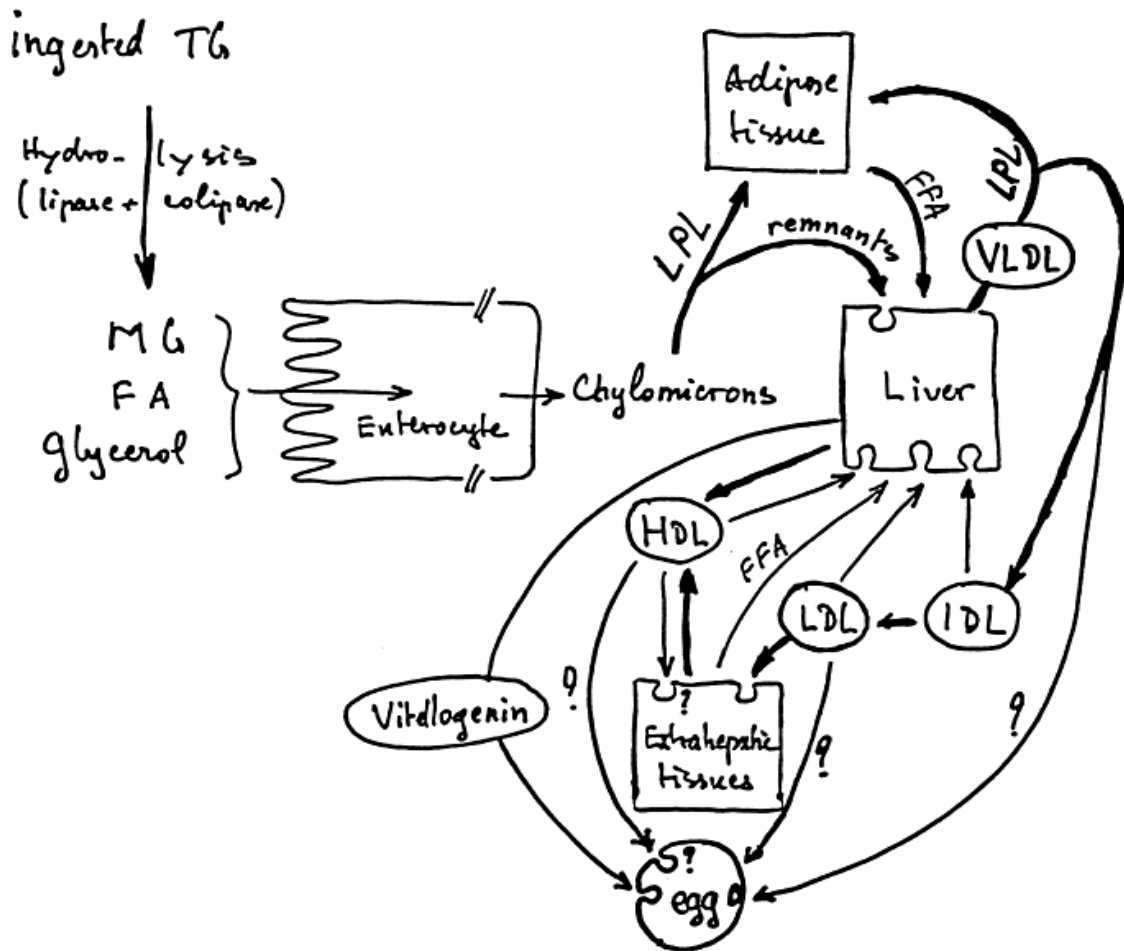 ingested TG
Hydro-lysis
(lipase + colipase)
MG
FA
glycerol
Enterocyte
Chylomicrons
LPL
remnants
Adipose
tissue
FFA
LPL
VLDL
Liver
HDL
FFA
LDL
IDL
Vitellogenin
?
?
Extrahepatic
tissues
?
?
?
egg